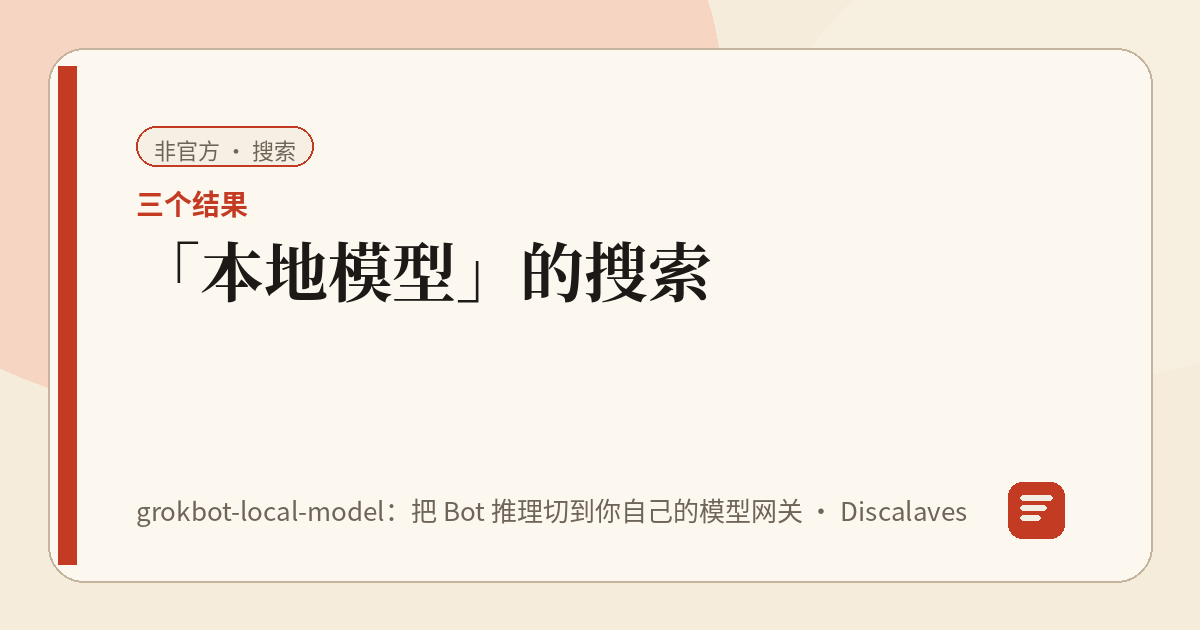 非官方 · 搜索
三个结果
「本地模型」的搜索
grokbot-local-model：把 Bot 推理切到你自己的模型网关 · Discalaves